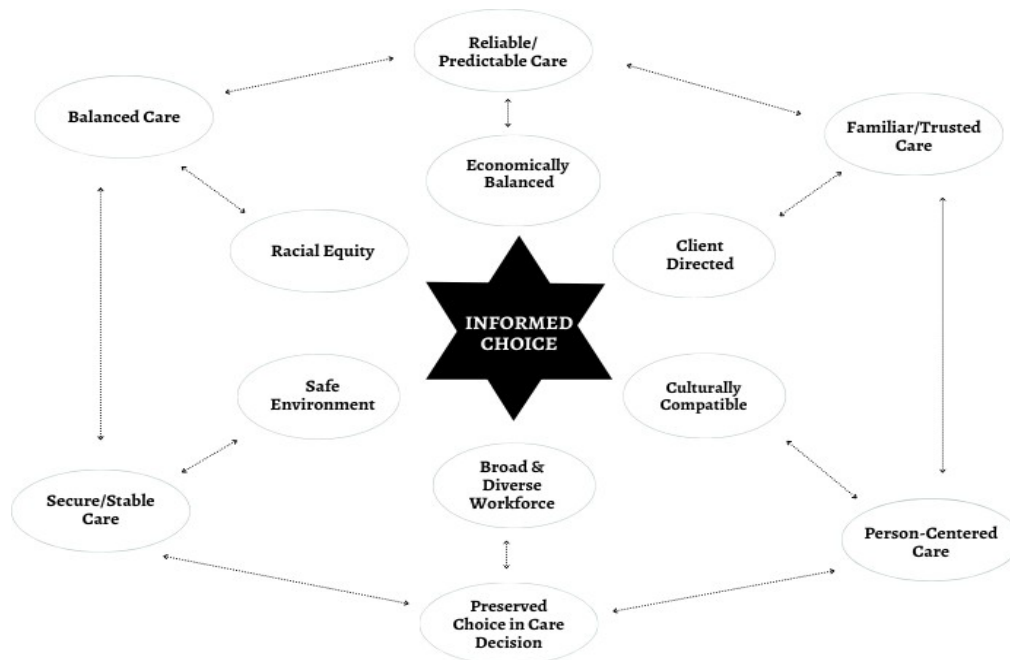 Reliable/
Predictable Care
Balanced Care
Familiar/Trusted
Care
Economically
Balanced
Racial Equity
Client
Directed
INFORMED
CHOICE
Safe
Environment
Culturally
Compatible
Broad &
Diverse
Workforce
Secure/Stable
Care
Person-Centered
Care
Preserved
Choice in Care
Decision